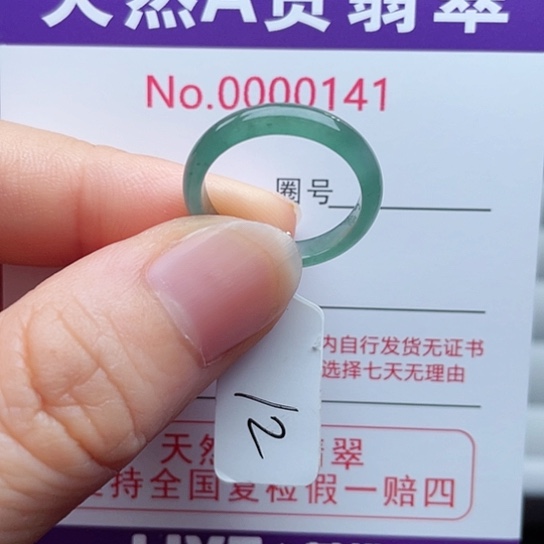 天然A货翡翠
No.0000141
圈号
内自行发货无证书
选择七天无理由
12
天然 翡翠
持全国复检假一赔四